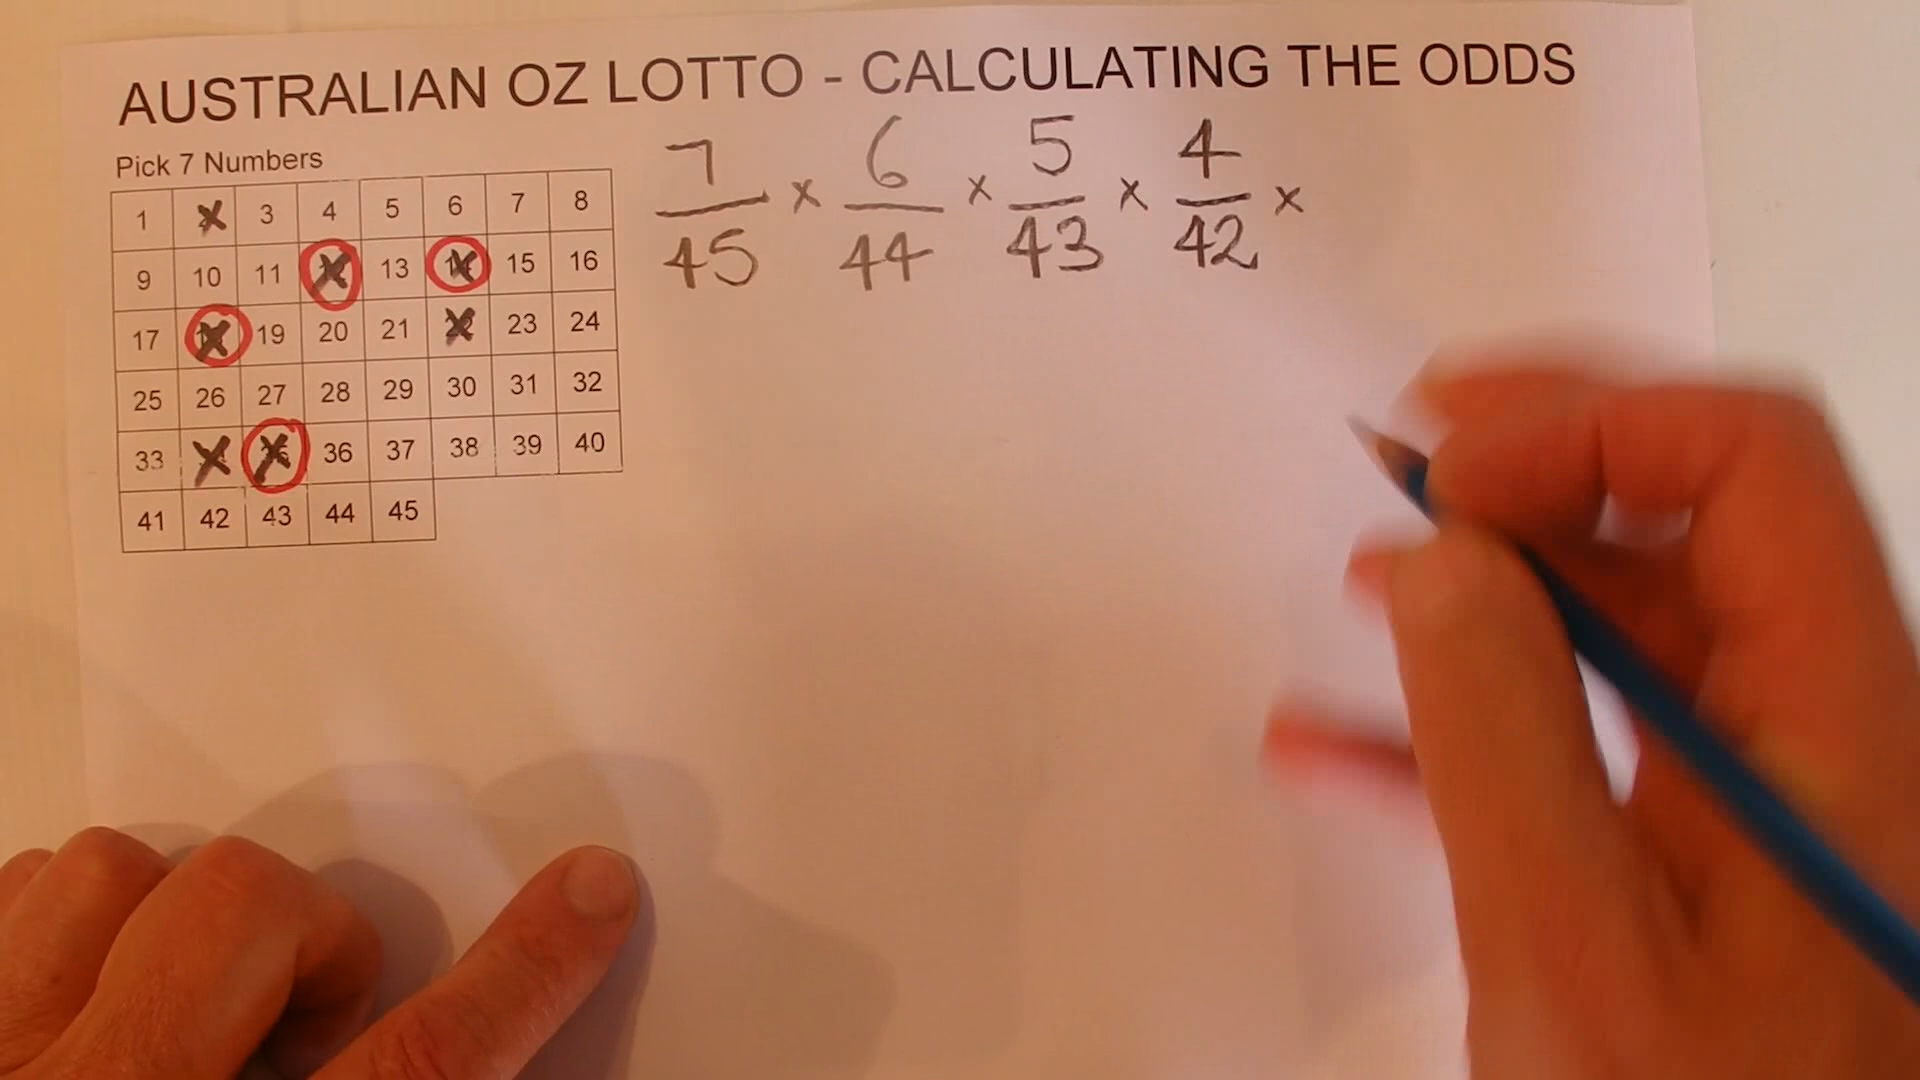 AUSTRALIAN OZ LOTTO - CALCULATING THE ODDS
Pick 7 Numbers
1 3 4 5 6 7 8
9 10 11 13 15 16
17 19 20 21 23 24
25 26 27 28 29 30 31 32
33 36 37 38 39 40
41 42 43 44 45
7/45 × 6/44 × 5/43 × 4/42 ×